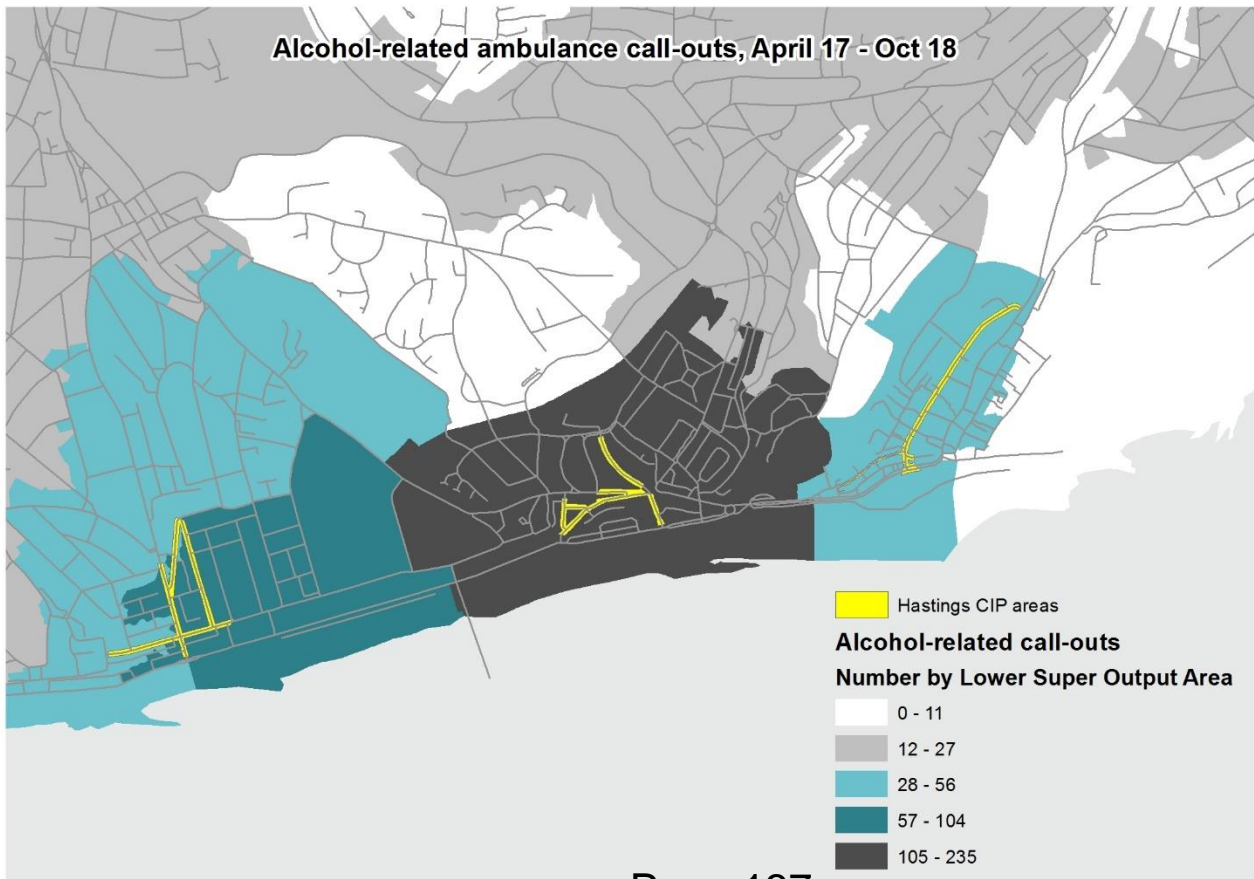 Alcohol-related ambulance call-outs, April 17 - Oct 18
Hastings CIP areas
Alcohol-related call-outs
Number by Lower Super Output Area
0 - 11
12 - 27
28 - 56
57 - 104
105 - 235